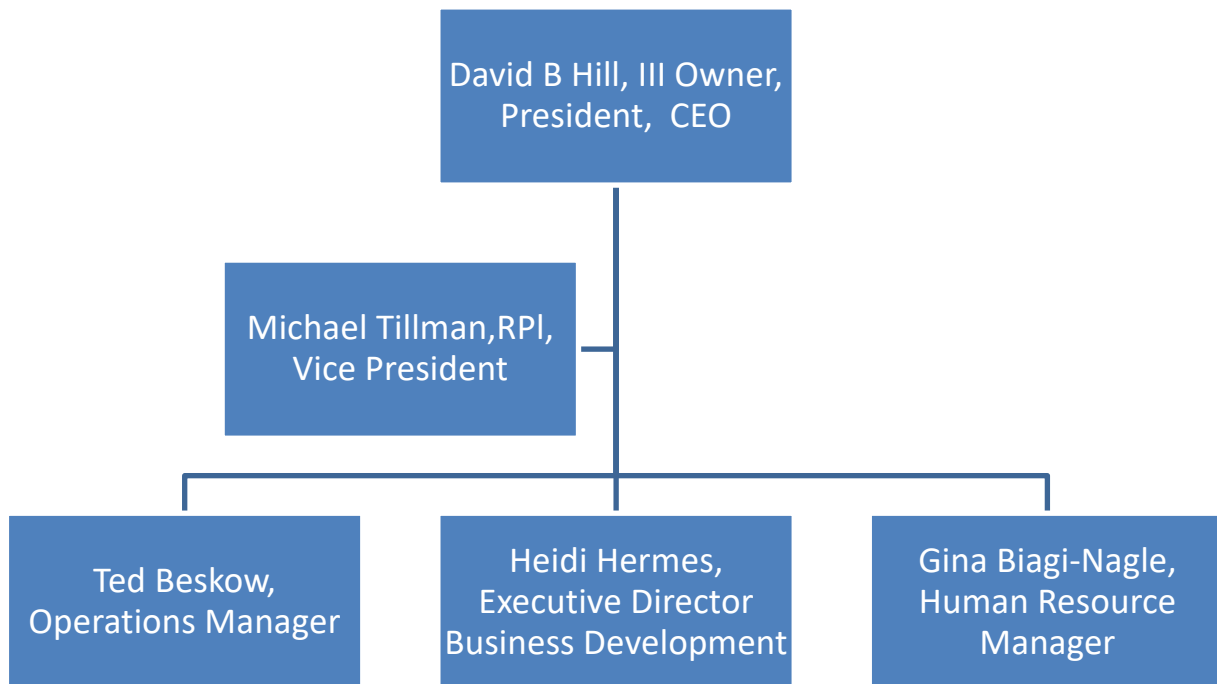 David B Hill, III Owner,
President,  CEO
Michael Tillman,RPl,
Vice President
Ted Beskow,
Operations Manager
Heidi Hermes,
Executive Director
Business Development
Gina Biagi-Nagle,
Human Resource
Manager